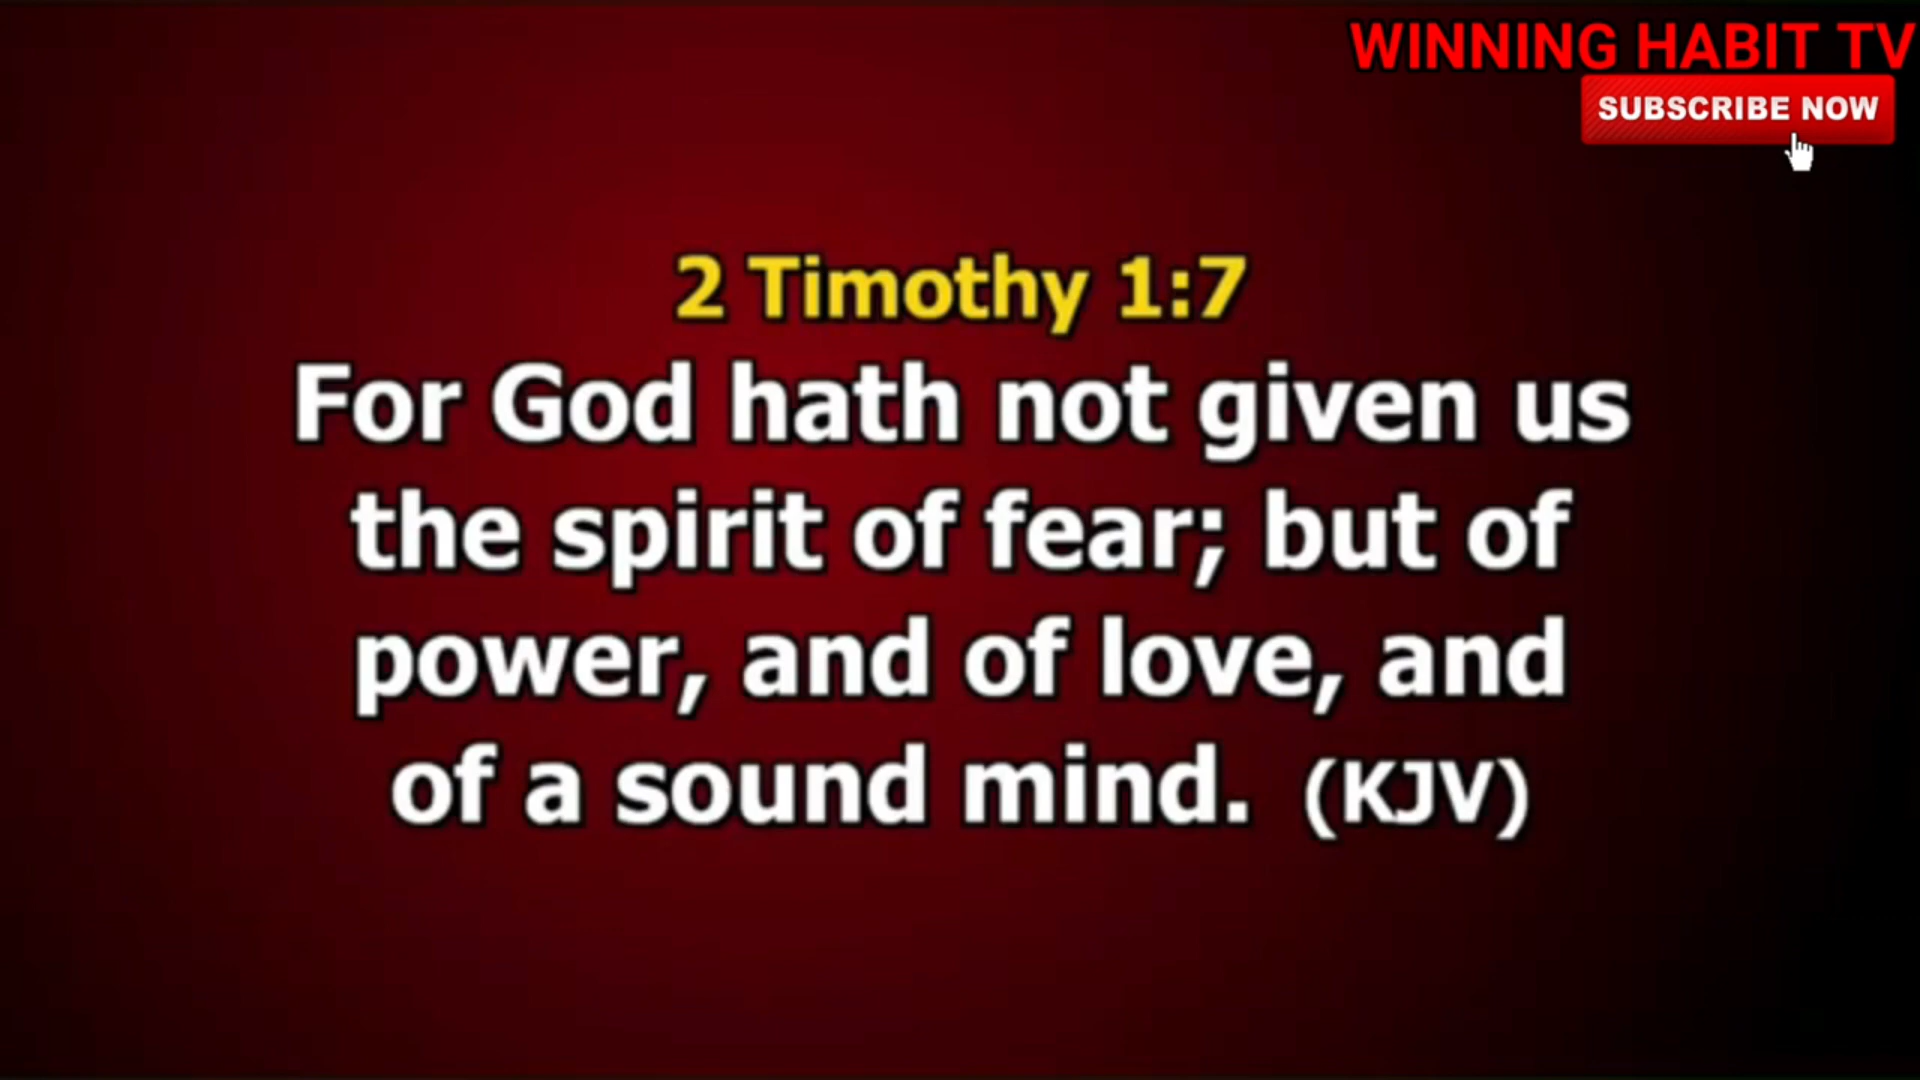 WINNING HABIT TV
SUBSCRIBE NOW
2 Timothy 1:7
For God hath not given us
the spirit of fear; but of
power, and of love, and
of a sound mind. (KJV)